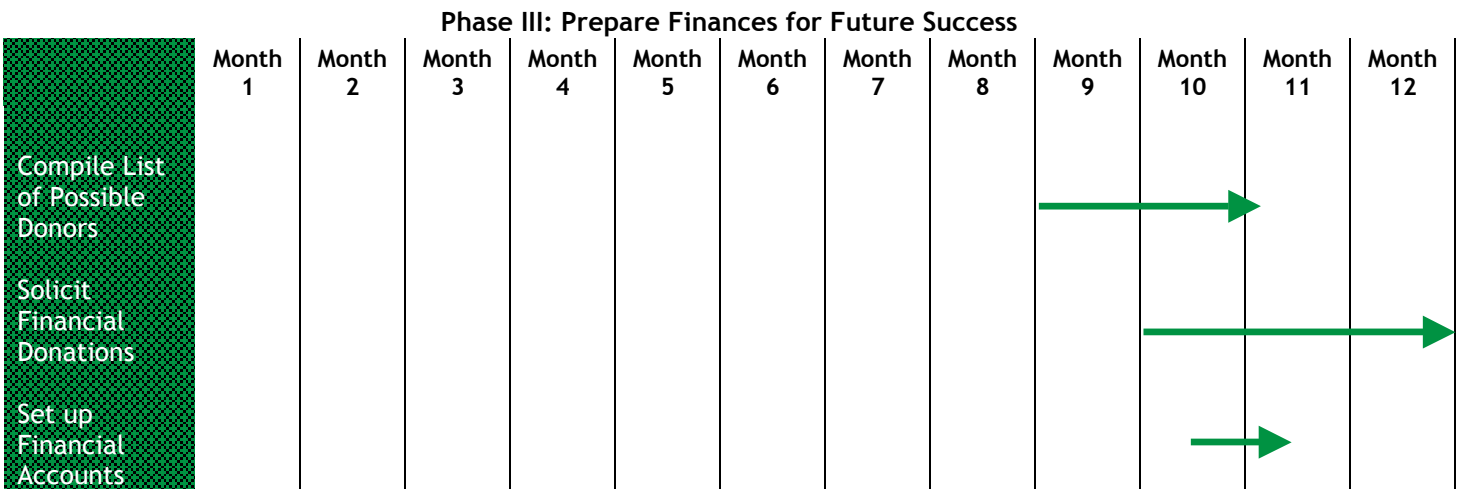 Phase III: Prepare Finances for Future Success
Month Month Month Month Month Month Month Month Month Month Month Month
1 2 3 4 5 6 7 8 9 10 11 12
Compile List
of Possible
Donors
Solicit
Financial
Donations
Set up
Financial
Accounts